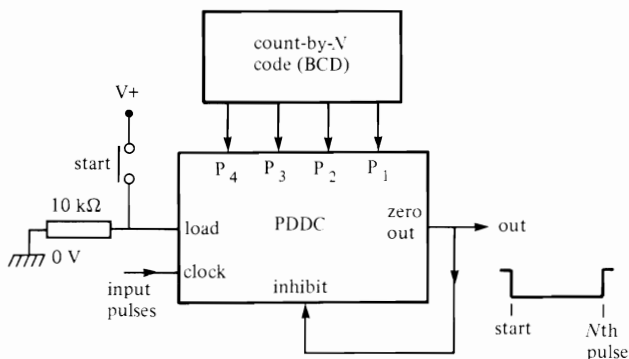 count-by-N
code (BCD)
V+
start
P4 P3 P2 P1
10 kΩ
0 V
load
PDDC
zero
out
out
clock
input
pulses
inhibit
start
Nth
pulse